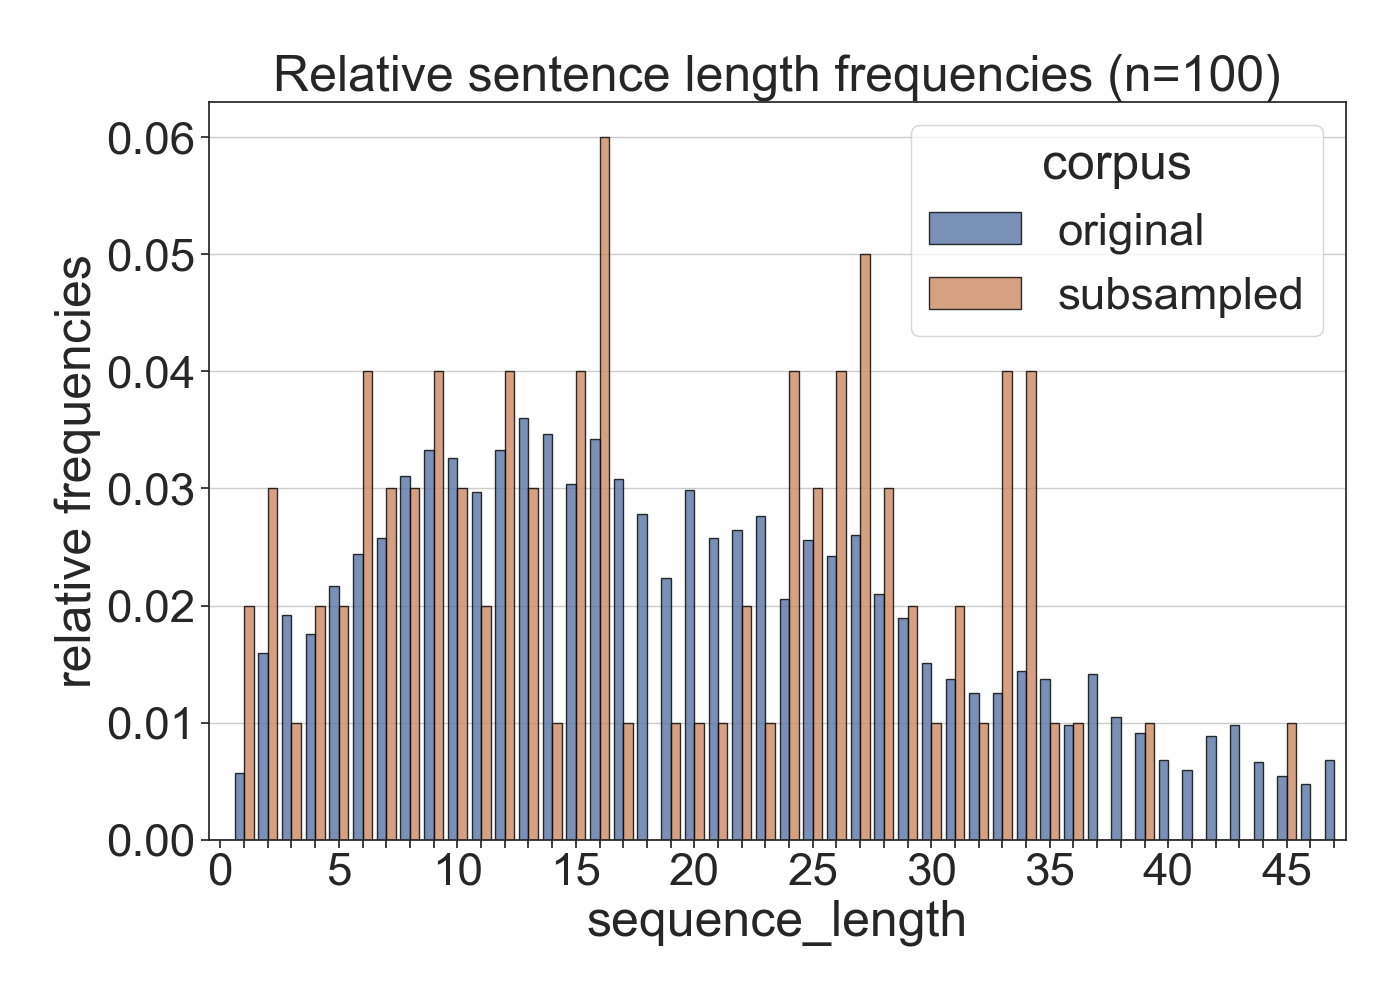 Relative sentence length frequencies (n=100)
0.06
0.05
0.04
0.03
0.02
0.01
0.00
relative frequencies
corpus
original
subsampled
0 5 10 15 20 25 30 35 40 45
sequence_length